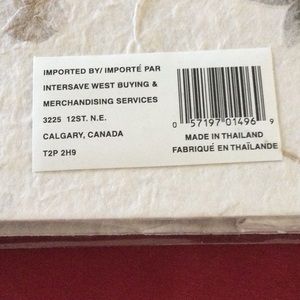 IMPORTED BY/ IMPORTÉ PAR
INTERSAVE WEST BUYING &
MERCHANDISING SERVICES
3225 12ST. N.E.
CALGARY, CANADA
T2P 2H9
0 57197 01496 9
MADE IN THAILAND
FABRIQUÉ EN THAÏLANDE